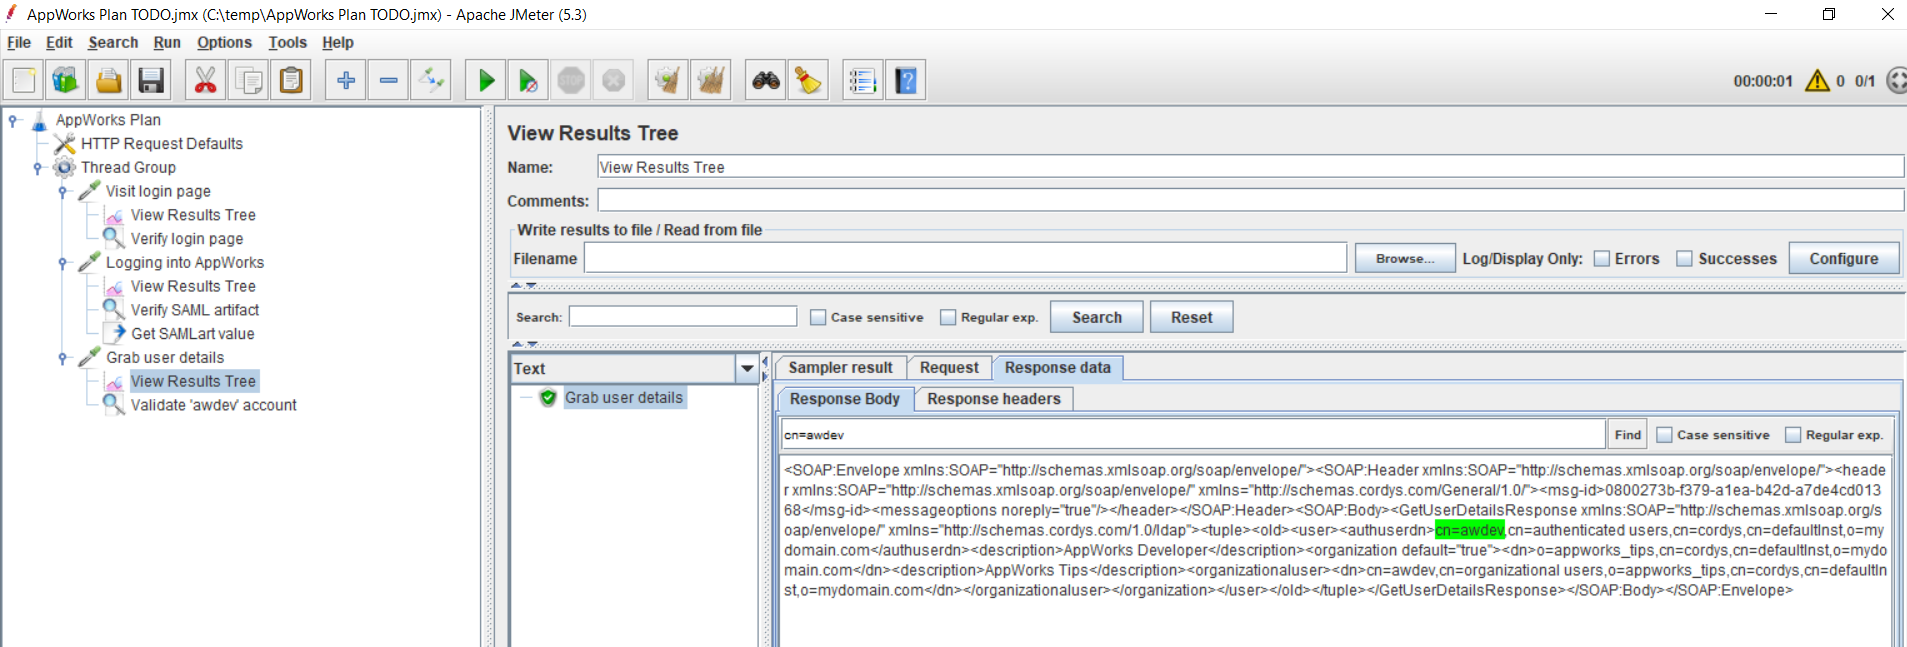 AppWorks Plan TODO.jmx (C:\temp\AppWorks Plan TODO.jmx) - Apache JMeter (5.3)
File Edit Search Run Options Tools Help
STOP
00:00:01 0 0/1
AppWorks Plan
HTTP Request Defaults
Thread Group
Visit login page
View Results Tree
Verify login page
Logging into AppWorks
View Results Tree
Verify SAML artifact
Get SAMLart value
Grab user details
View Results Tree
Validate 'awdev' account
View Results Tree
Name: View Results Tree
Comments:
Write results to file / Read from file
Filename Browse... Log/Display Only: Errors Successes Configure
Search: Case sensitive Regular exp. Search Reset
Text
Grab user details
Sampler result Request Response data
Response Body Response headers
cn=awdev Find Case sensitive Regular exp.
<SOAP:Envelope xmlns:SOAP="http://schemas.xmlsoap.org/soap/envelope/"><SOAP:Header xmlns:SOAP="http://schemas.xmlsoap.org/soap/envelope/"><heade
r xmlns:SOAP="http://schemas.xmlsoap.org/soap/envelope/" xmlns="http://schemas.cordys.com/General/1.0/"><msg-id>0800273b-f379-a1ea-b42d-a7de4cd013
68</msg-id><messageoptions noreply="true"/></header></SOAP:Header><SOAP:Body><GetUserDetailsResponse xmlns:SOAP="http://schemas.xmlsoap.org/s
oap/envelope/" xmlns="http://schemas.cordys.com/1.0/ldap"><tuple><old><user><authuserdn>cn=awdev,cn=authenticated users,cn=cordys,cn=defaultInst,o=my
domain.com</authuserdn><description>AppWorks Developer</description><organization default="true"><dn>o=appworks_tips,cn=cordys,cn=defaultInst,o=mydo
main.com</dn><description>AppWorks Tips</description><organizationaluser><dn>cn=awdev,cn=organizational users,o=appworks_tips,cn=cordys,cn=defaultIn
st,o=mydomain.com</dn></organizationaluser></organization></user></old></tuple></GetUserDetailsResponse></SOAP:Body></SOAP:Envelope>